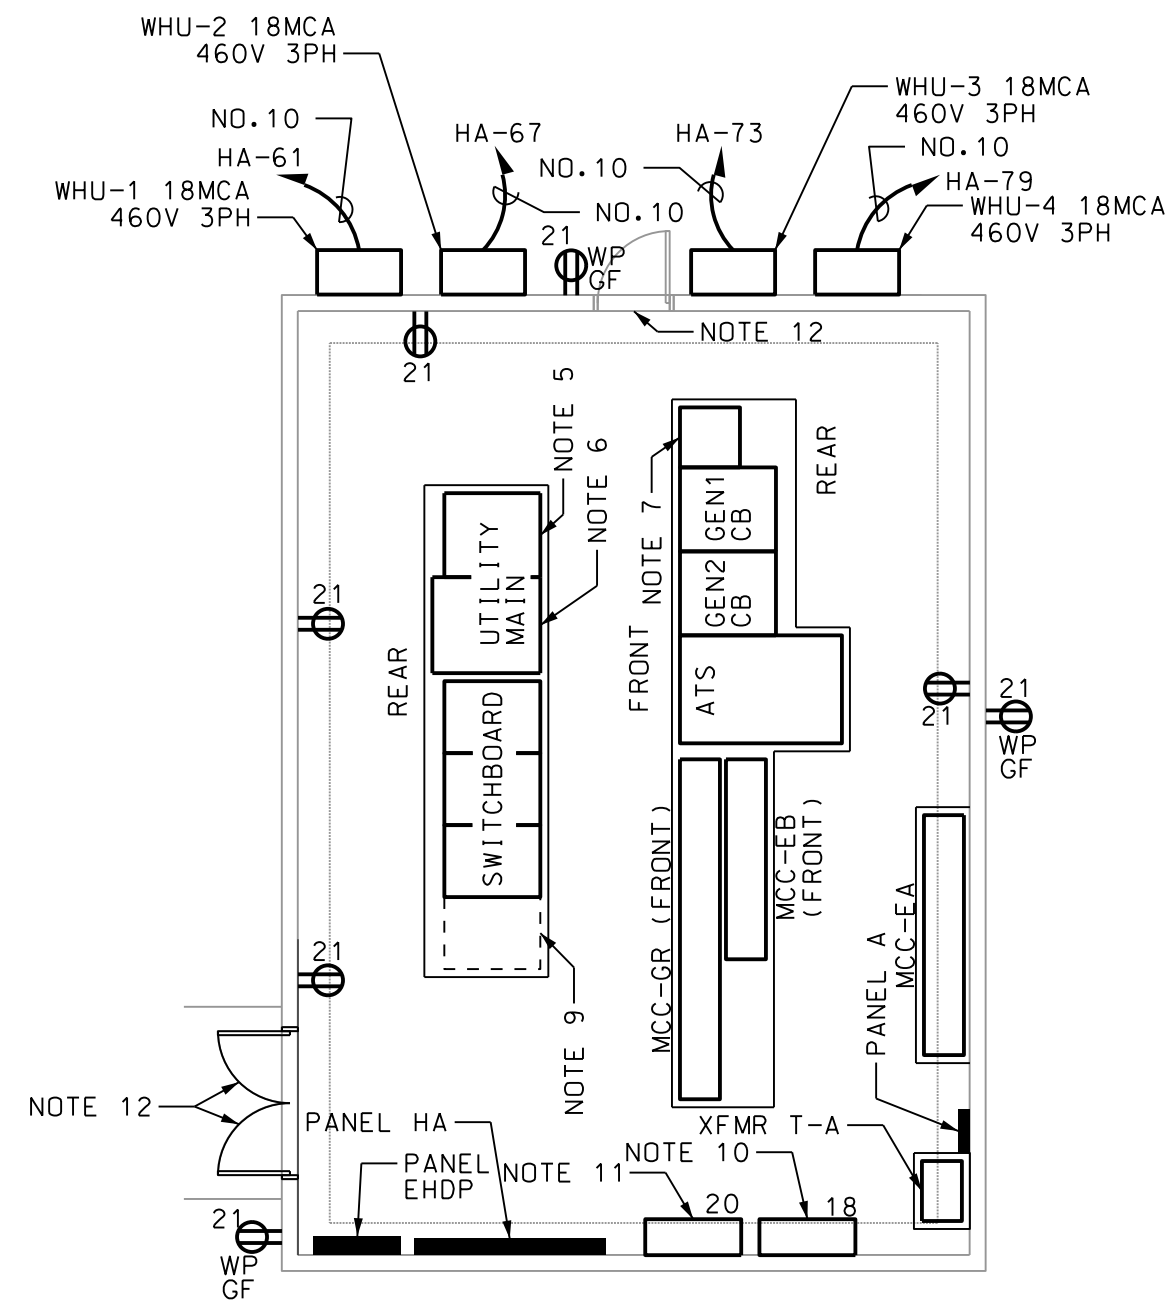 WHU-2 18MCA
460V 3PH
WHU-3 18MCA
460V 3PH
NO.10
HA-67
HA-73
NO.10
HA-61
NO.10
HA-79
WHU-1 18MCA
460V 3PH
NO.10
WHU-4 18MCA
460V 3PH
21
WP
GF
NOTE 12
21
NOTE 5
NOTE 6
REAR
NOTE 7
GEN1
CB
UTILITY
MAIN
GEN2
CB
21
FRONT
REAR
ATS
21
21
WP
GF
SWITCHBOARD
MCC-GR (FRONT)
MCC-EB
(FRONT)
MCC-EA
PANEL A
21
NOTE 9
NOTE 12
PANEL HA
XFMR T-A
NOTE 10
PANEL
EHDP
NOTE 11
20
18
21
WP
GF